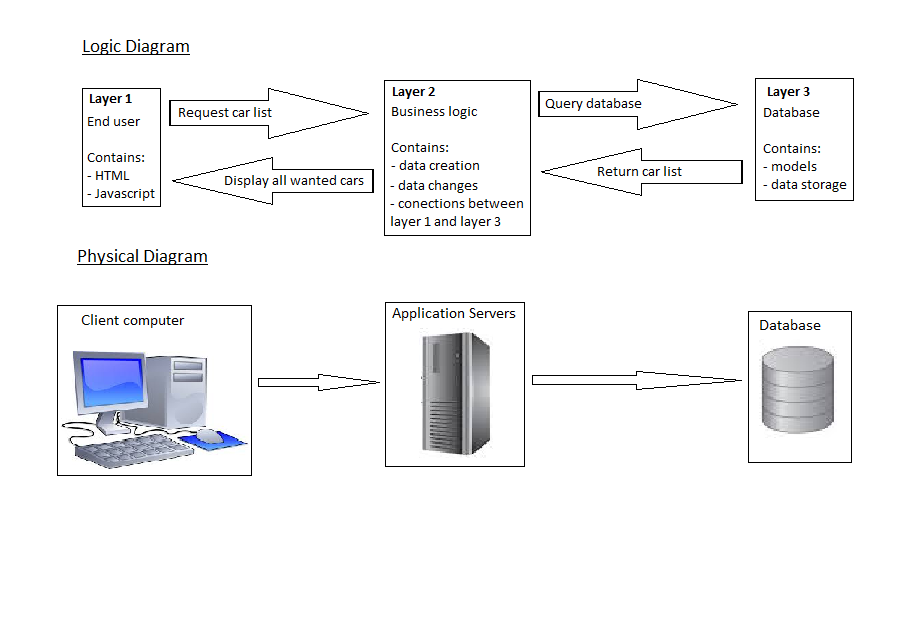 Logic Diagram
Layer 1
End user
Contains:
- HTML
- Javascript
Request car list
Display all wanted cars
Layer 2
Business logic
Contains:
- data creation
- data changes
- conections between
layer 1 and layer 3
Query database
Return car list
Layer 3
Database
Contains:
- models
- data storage
Physical Diagram
Client computer
Application Servers
Database